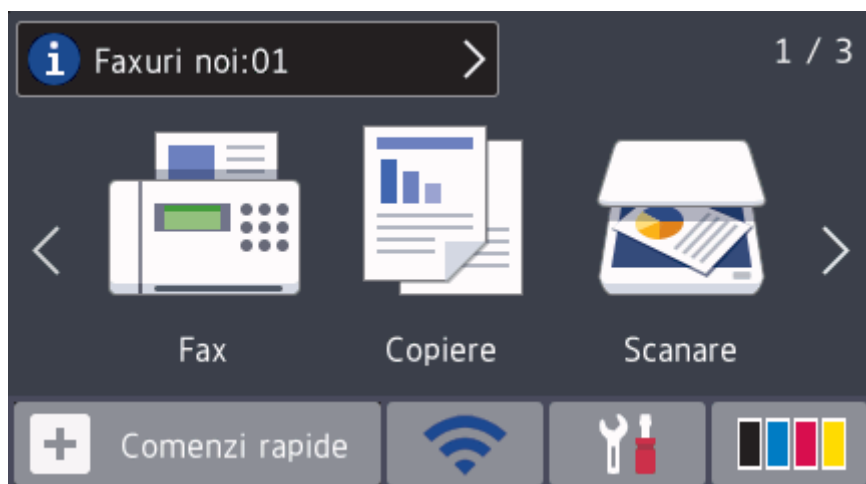 Faxuri noi:01
1 / 3
Fax
Copiere
Scanare
Comenzi rapide